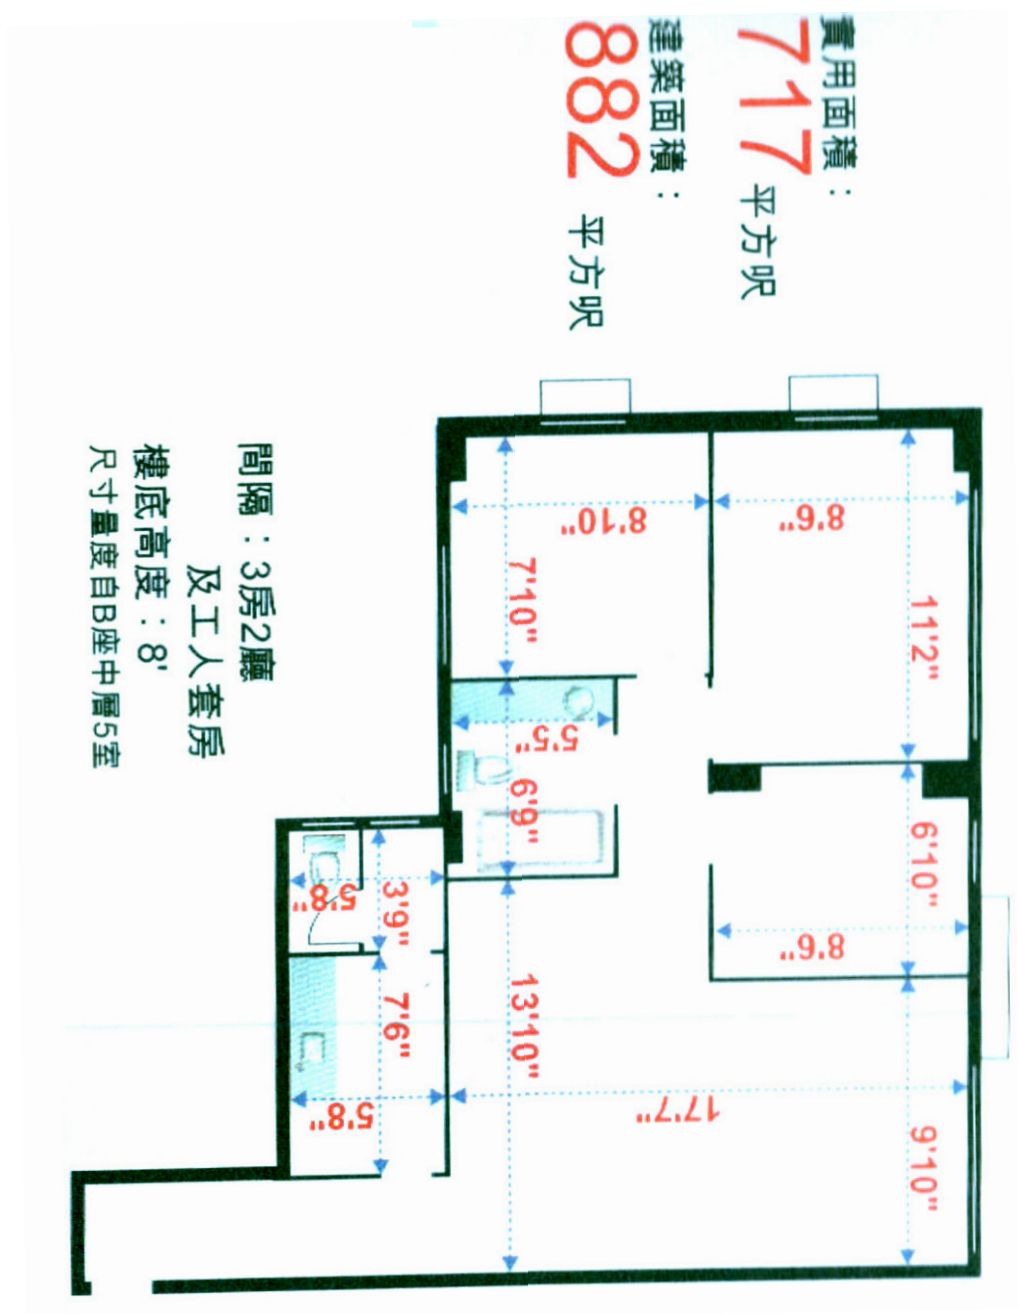 實用面積：
717 平方呎
建築面積：
882 平方呎
間隔：3房2廳
及工人套房
樓底高度：8'
尺寸量度自B座中層5室
8'10"
8'6"
7'10"
11'2"
5'5"
6'9"
6'10"
8'6"
5'8"
3'9"
7'6"
5'8"
13'10"
17'7"
9'10"